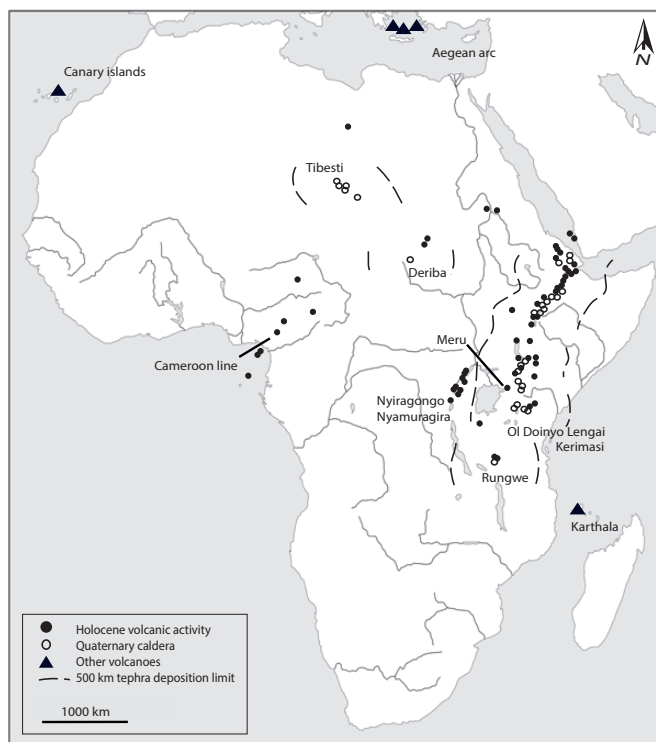 Aegean arc
N
Canary islands
Tibesti
Deriba
Meru
Cameroon line
Nyiragongo
Nyamuragira
Ol Doinyo Lengai
Kerimasi
Rungwe
Karthala
Holocene volcanic activity
Quaternary caldera
Other volcanoes
500 km tephra deposition limit
1000 km